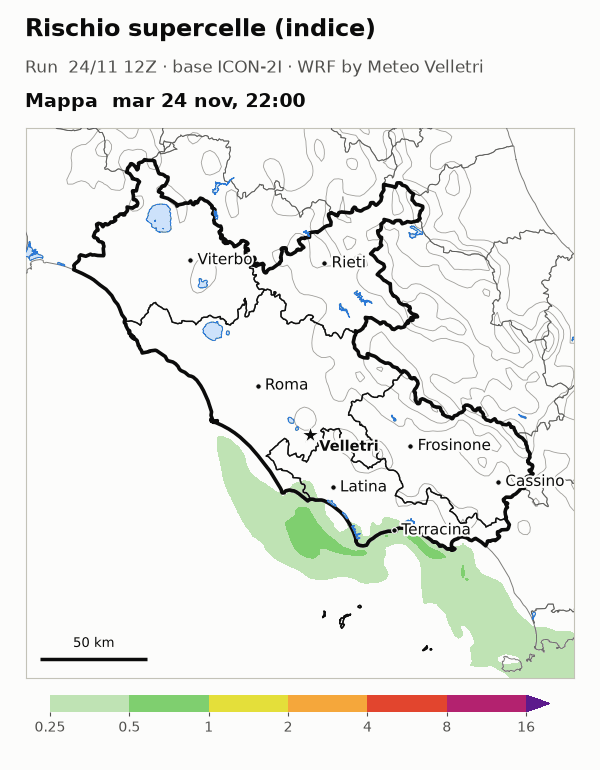 Rischio supercelle (indice)
Run  24/11 12Z · base ICON-2I · WRF by Meteo Velletri
Mappa  mar 24 nov, 22:00
Viterbo
Rieti
Roma
Velletri
Frosinone
Cassino
Latina
Terracina
50 km
0.25 0.5 1 2 4 8 16